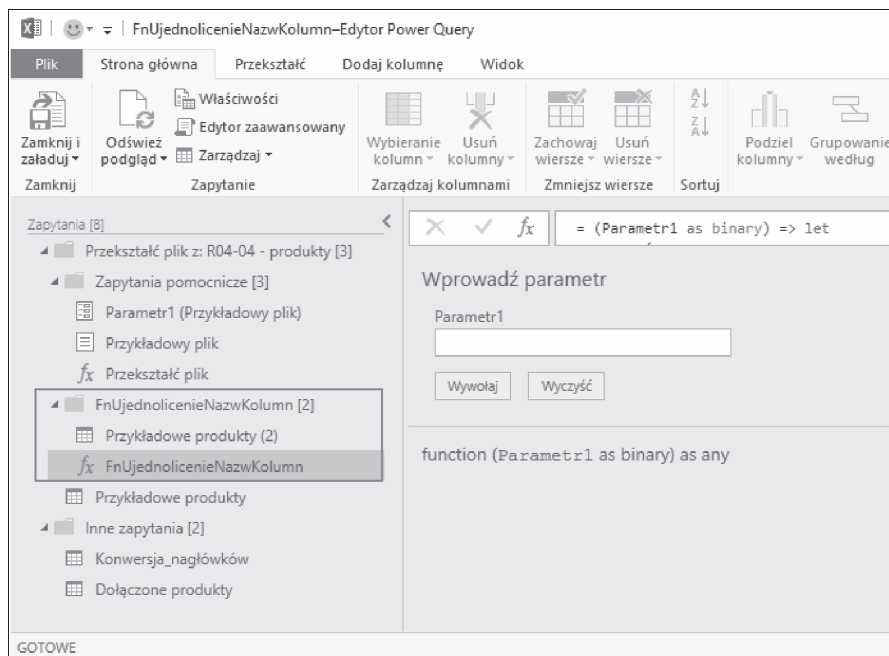 FnUjednolicenieNazwKolumn–Edytor Power Query
Plik Strona główna Przekształć Dodaj kolumnę Widok
Zamknij i załaduj
Zamknij
Odśwież podgląd
Właściwości
Edytor zaawansowany
Zarządzaj
Zapytanie
Wybieranie kolumn
Usuń kolumny
Zarządzaj kolumnami
Zachowaj wiersze
Usuń wiersze
Zmniejsz wiersze
Sortuj
Podziel kolumny
Grupowanie według
Zapytania [8]
Przekształć plik z: R04-04 - produkty [3]
Zapytania pomocnicze [3]
Parametr1 (Przykładowy plik)
Przykładowy plik
fx Przekształć plik
FnUjednolicenieNazwKolumn [2]
Przykładowe produkty (2)
fx FnUjednolicenieNazwKolumn
Przykładowe produkty
Inne zapytania [2]
Konwersja_nagłówków
Dołączone produkty
fx = (Parametr1 as binary) => let
Wprowadź parametr
Parametr1
Wywołaj Wyczyść
function (Parametr1 as binary) as any
GOTOWE